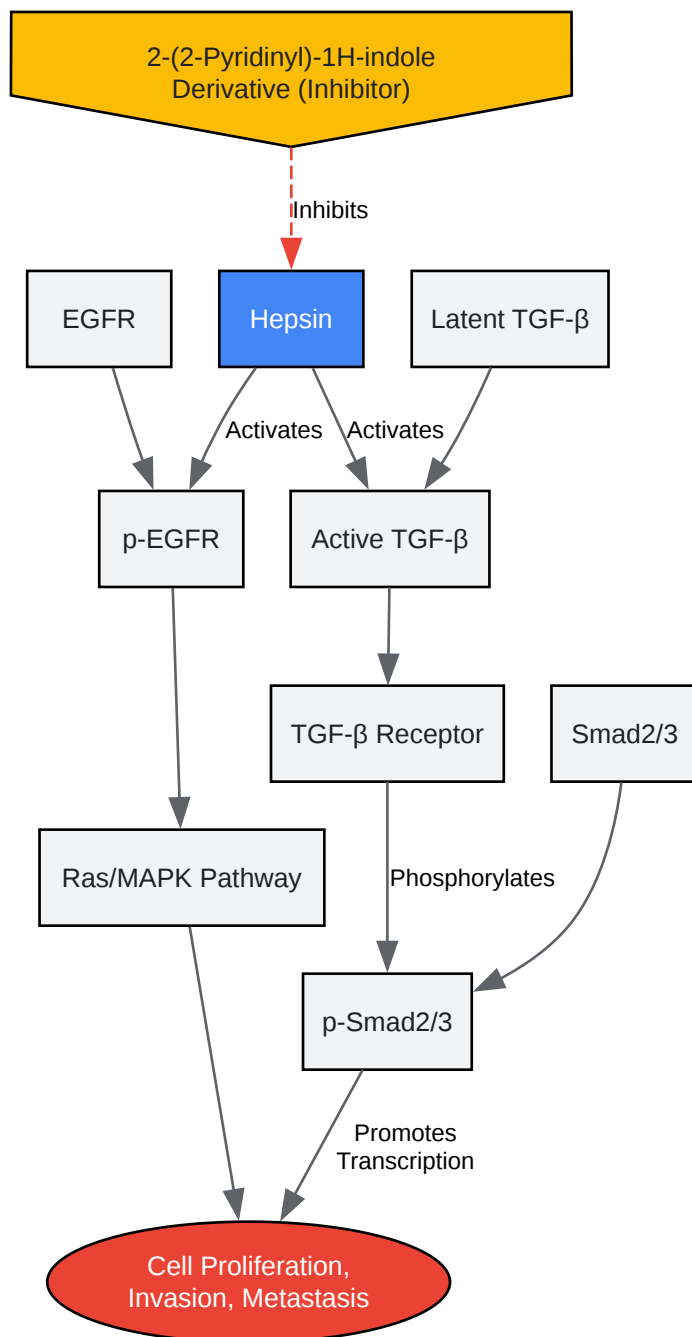 2-(2-Pyridinyl)-1H-indole
Derivative (Inhibitor)
Inhibits
EGFR
Hepsin
Latent TGF-β
Activates
Activates
p-EGFR
Active TGF-β
TGF-β Receptor
Smad2/3
Ras/MAPK Pathway
Phosphorylates
p-Smad2/3
Promotes
Transcription
Cell Proliferation,
Invasion, Metastasis